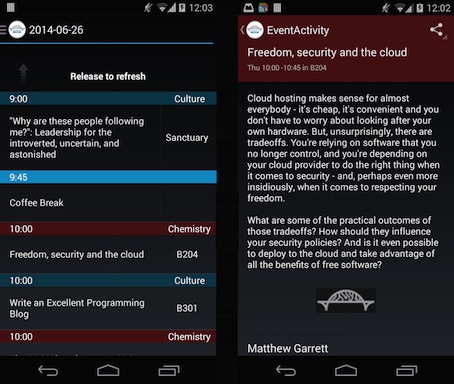 12:03
2014-06-26
Release to refresh
9:00 Culture
"Why are these people following
me?": Leadership for the
introverted, uncertain, and
astonished
Sanctuary
9:45
Coffee Break
10:00 Chemistry
Freedom, security and the cloud
B204
10:00 Culture
Write an Excellent Programming
Blog
B301
10:00 Chemistry
12:02
EventActivity
Freedom, security and the cloud
Thu 10:00 -10:45 in B204
Cloud hosting makes sense for almost
everybody - it's cheap, it's convenient and you
don't have to worry about looking after your
own hardware. But, unsurprisingly, there are
tradeoffs. You're relying on software that you
no longer control, and you're depending on
your cloud provider to do the right thing when
it comes to security - and, perhaps even more
insidiously, when it comes to respecting your
freedom.
What are some of the practical outcomes of
those tradeoffs? How should they influence
your security policies? And is it even possible
to deploy to the cloud and take advantage of
all the benefits of free software?
Matthew Garrett